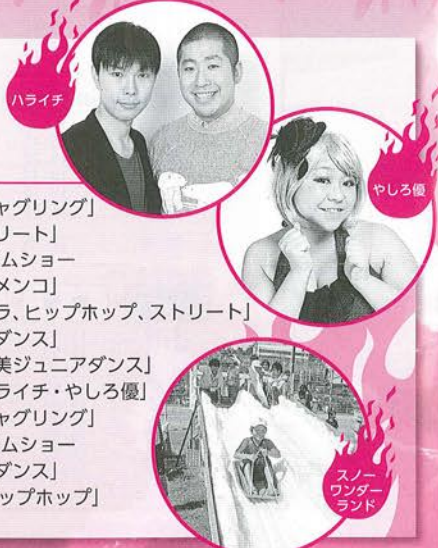 ハライチ
やしろ優
ャグリング」
リート」
ムショー
メンコ」
ラ、ヒップホップ、ストリート」
ダンス」
美ジュニアダンス」
ライチ・やしろ優」
ャグリング」
ムショー
ダンス」
ップホップ」
スノー
ワンダー
ランド